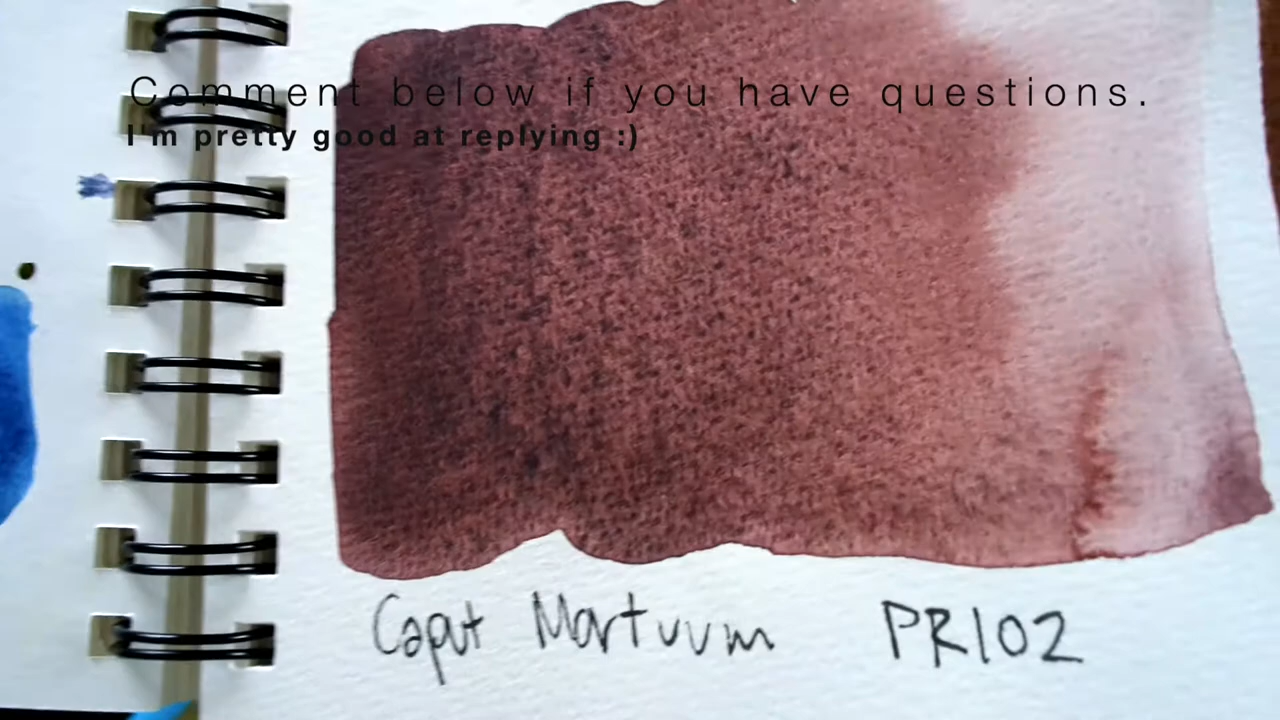 Comment below if you have questions.
I'm pretty good at replying :)
Caput Mortuum PR102